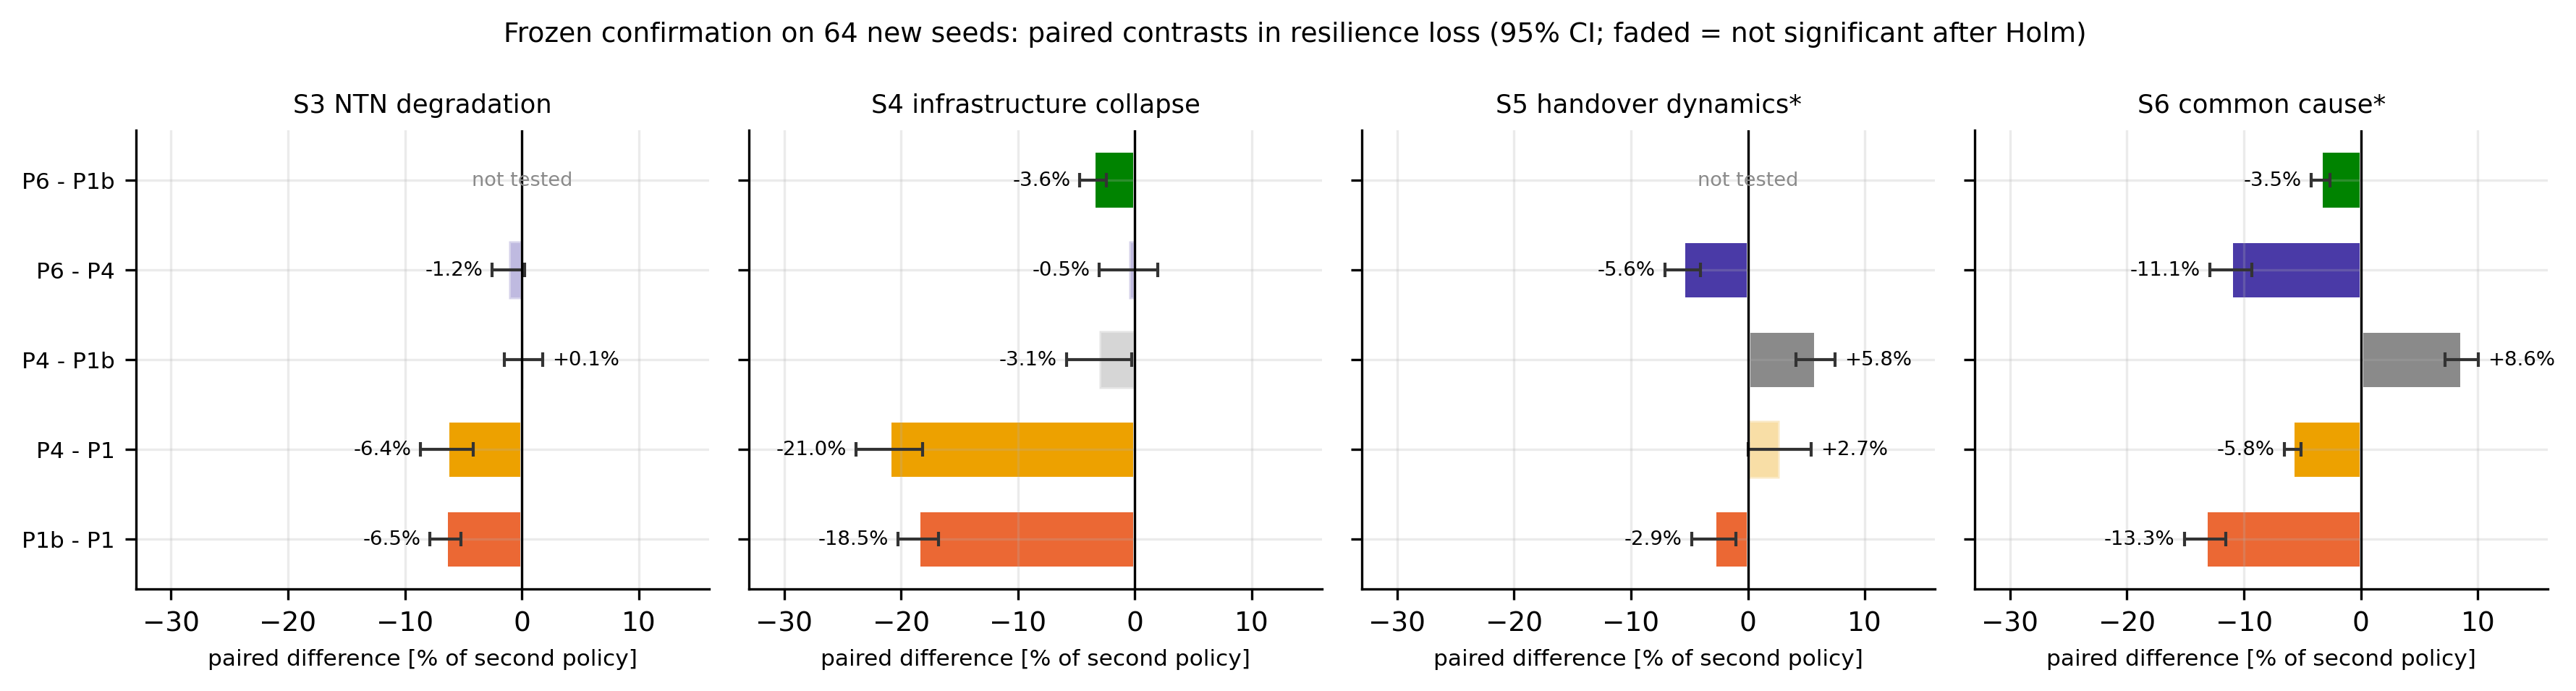 Frozen confirmation on 64 new seeds: paired contrasts in resilience loss (95% CI; faded = not significant after Holm)
S3 NTN degradation
S4 infrastructure collapse
S5 handover dynamics*
S6 common cause*
P6 - P1b
not tested
-3.6%
not tested
-3.5%
P6 - P4
-1.2%
-0.5%
-5.6%
-11.1%
P4 - P1b
+0.1%
-3.1%
+5.8%
+8.6%
P4 - P1
-6.4%
-21.0%
+2.7%
-5.8%
P1b - P1
-6.5%
-18.5%
-2.9%
-13.3%
−30 −20 −10 0 10
−30 −20 −10 0 10
−30 −20 −10 0 10
−30 −20 −10 0 10
paired difference [% of second policy]
paired difference [% of second policy]
paired difference [% of second policy]
paired difference [% of second policy]